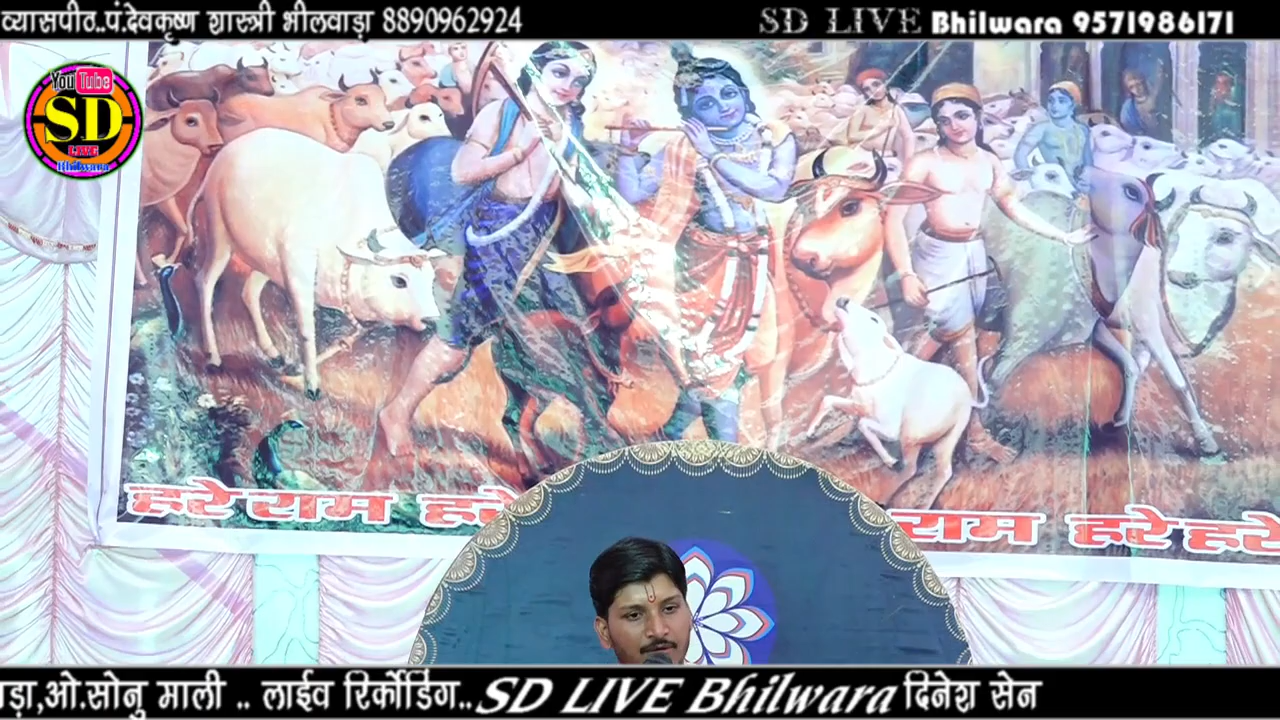 व्यासपीठ..पं.देवकृष्ण शास्त्री भीलवाड़ा 8890962924
SD LIVE Bhilwara 9571986171
YouTube
SD
LIVE
Bhilwara
हरे राम हरे
राम हरे हरे
ड़ा,ओ.सोनु माली .. लाईव रिर्कोडिंग..SD LIVE Bhilwara दिनेश सेन